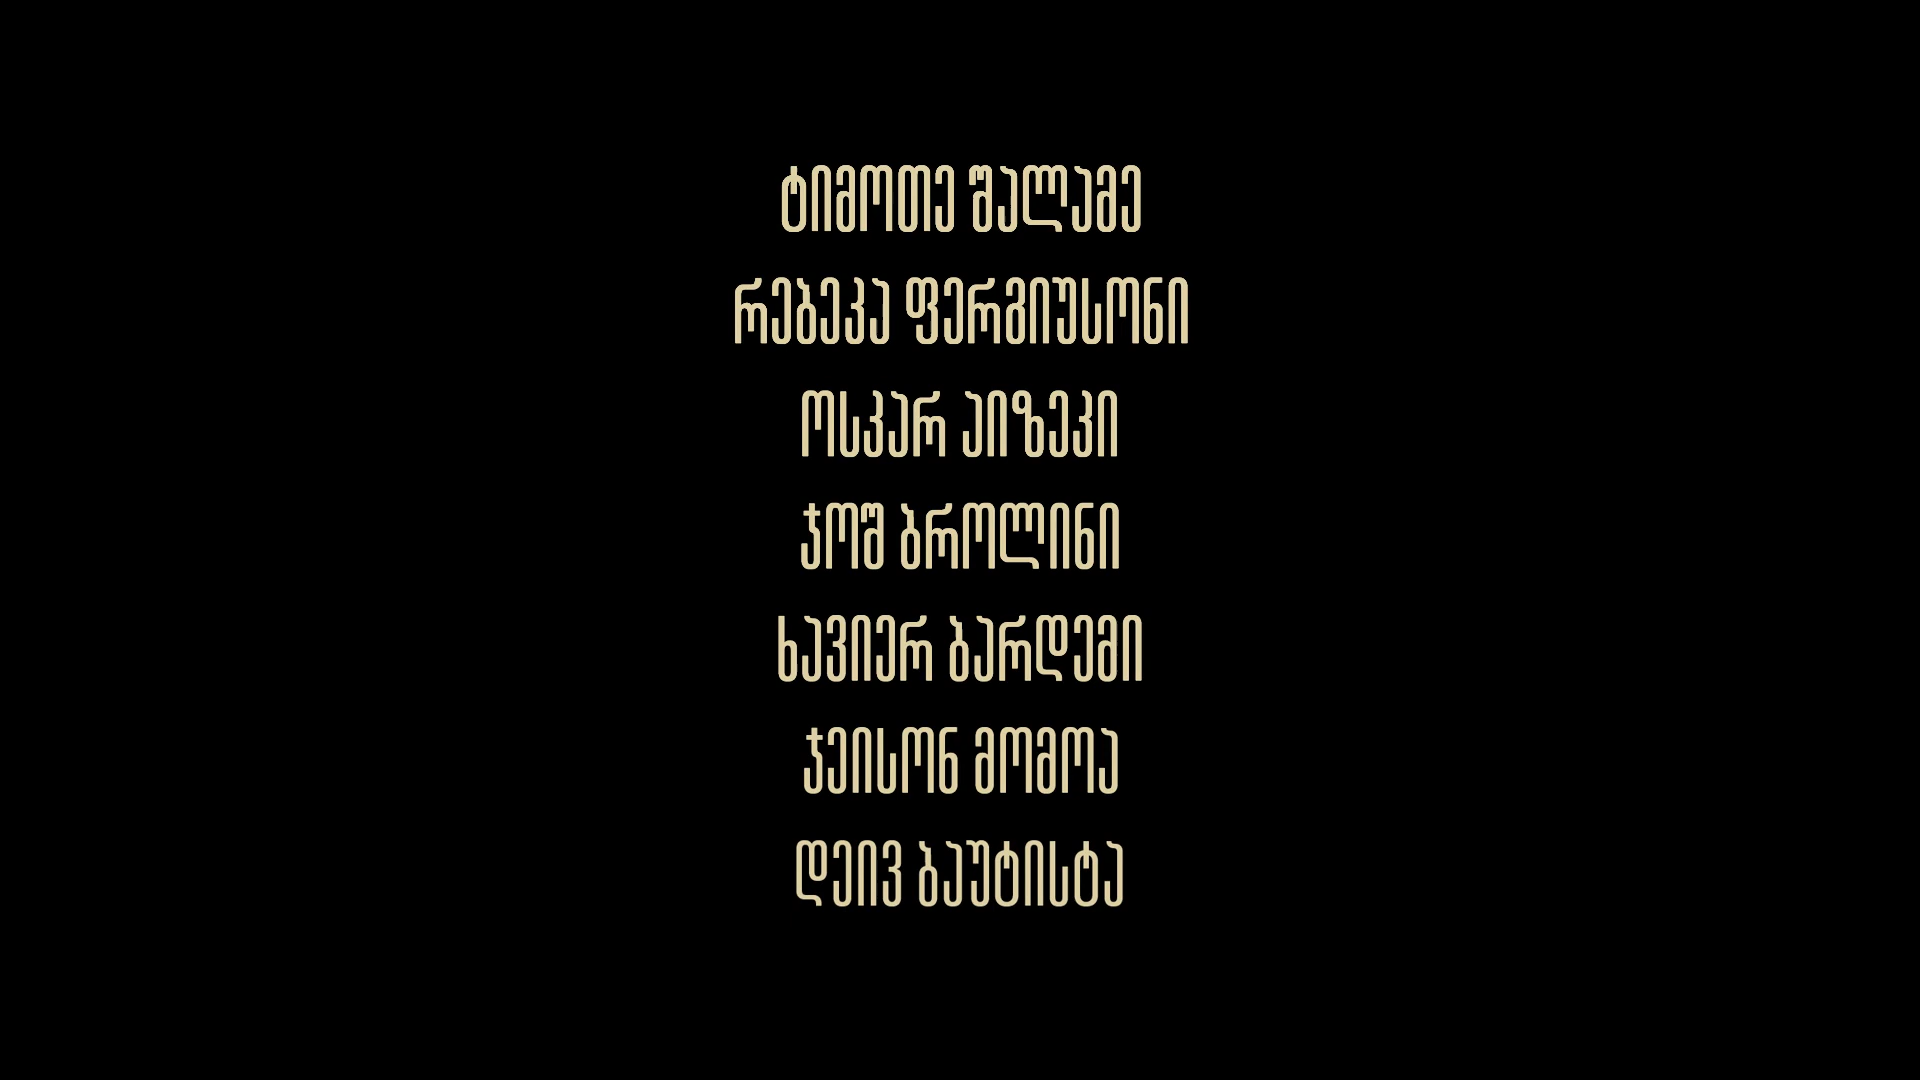 ტიმოთე შალამე
რებეკა ფერგიუსონი
ოსკარ აიზეკი
ჯოშ ბროლინი
ხავიერ ბარდემი
ჯეისონ მომოა
დეივ ბაუტისტა